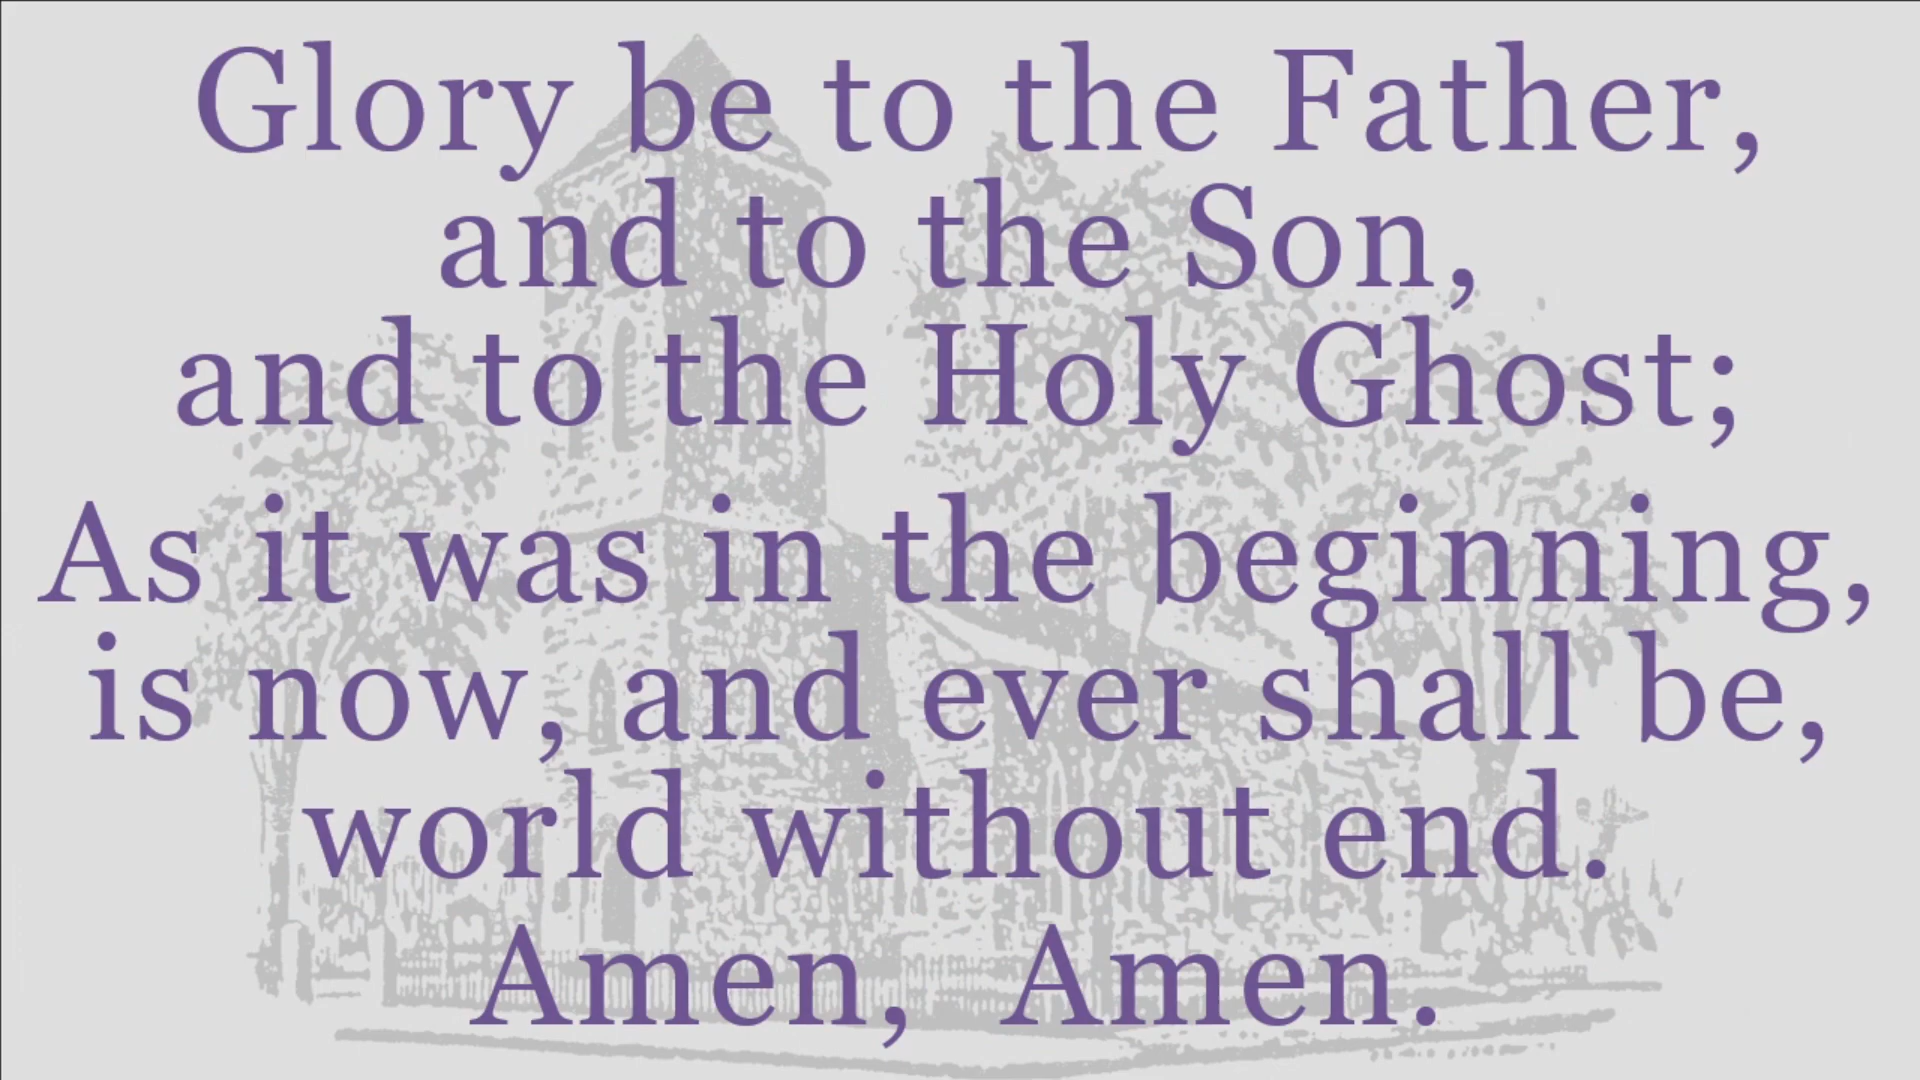 Glory be to the Father,
and to the Son,
and to the Holy Ghost;
As it was in the beginning,
is now, and ever shall be,
world without end.
Amen, Amen.